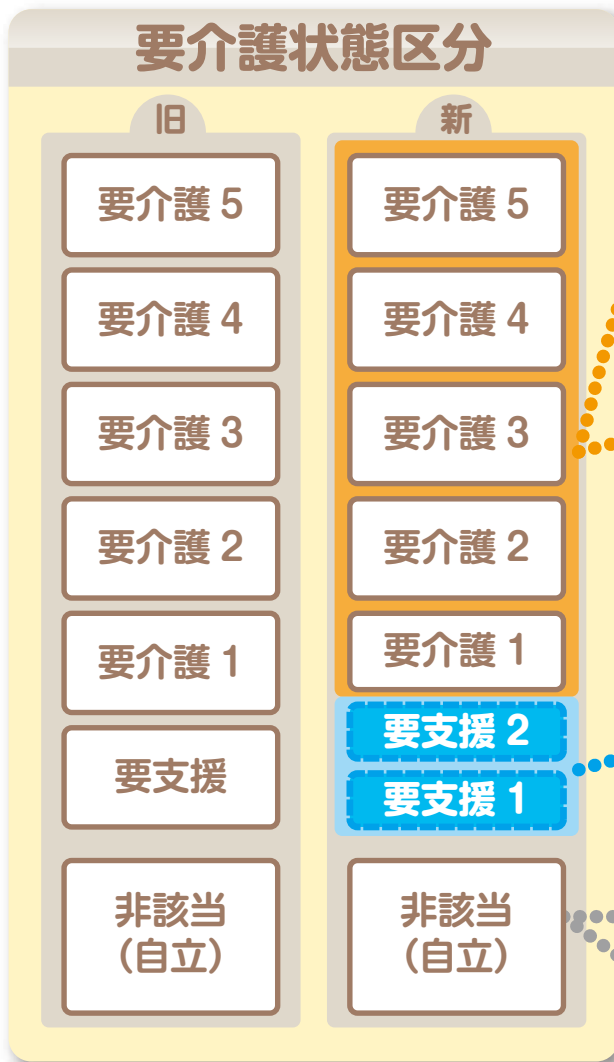 要介護状態区分
旧
要介護 5
要介護 4
要介護 3
要介護 2
要介護 1
要支援
非該当
（自立）
新
要介護 5
要介護 4
要介護 3
要介護 2
要介護 1
要支援 2
要支援 1
非該当
（自立）